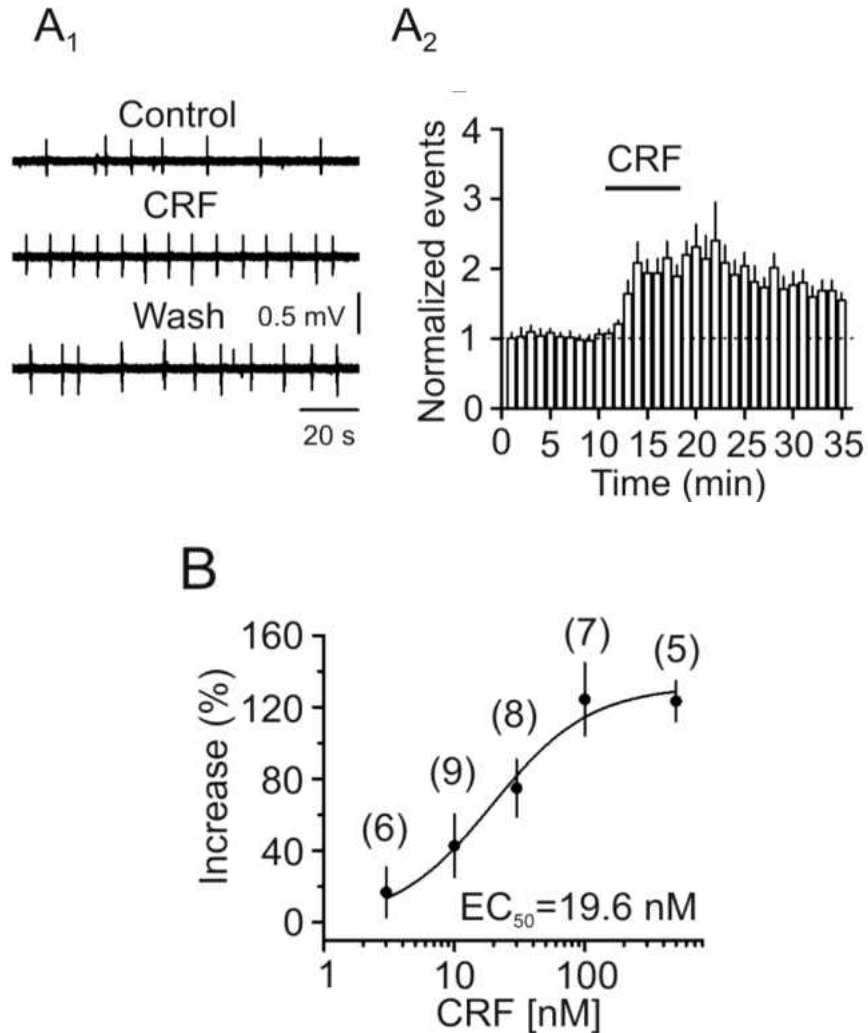 A₁
Control
CRF
Wash
0.5 mV
20 s
A₂
Normalized events
4
3
2
1
0
CRF
0 5 10 15 20 25 30 35
Time (min)
B
Increase (%)
160
120
80
40
0
(6) (9) (8) (7) (5)
EC₅₀=19.6 nM
1 10 100
CRF [nM]